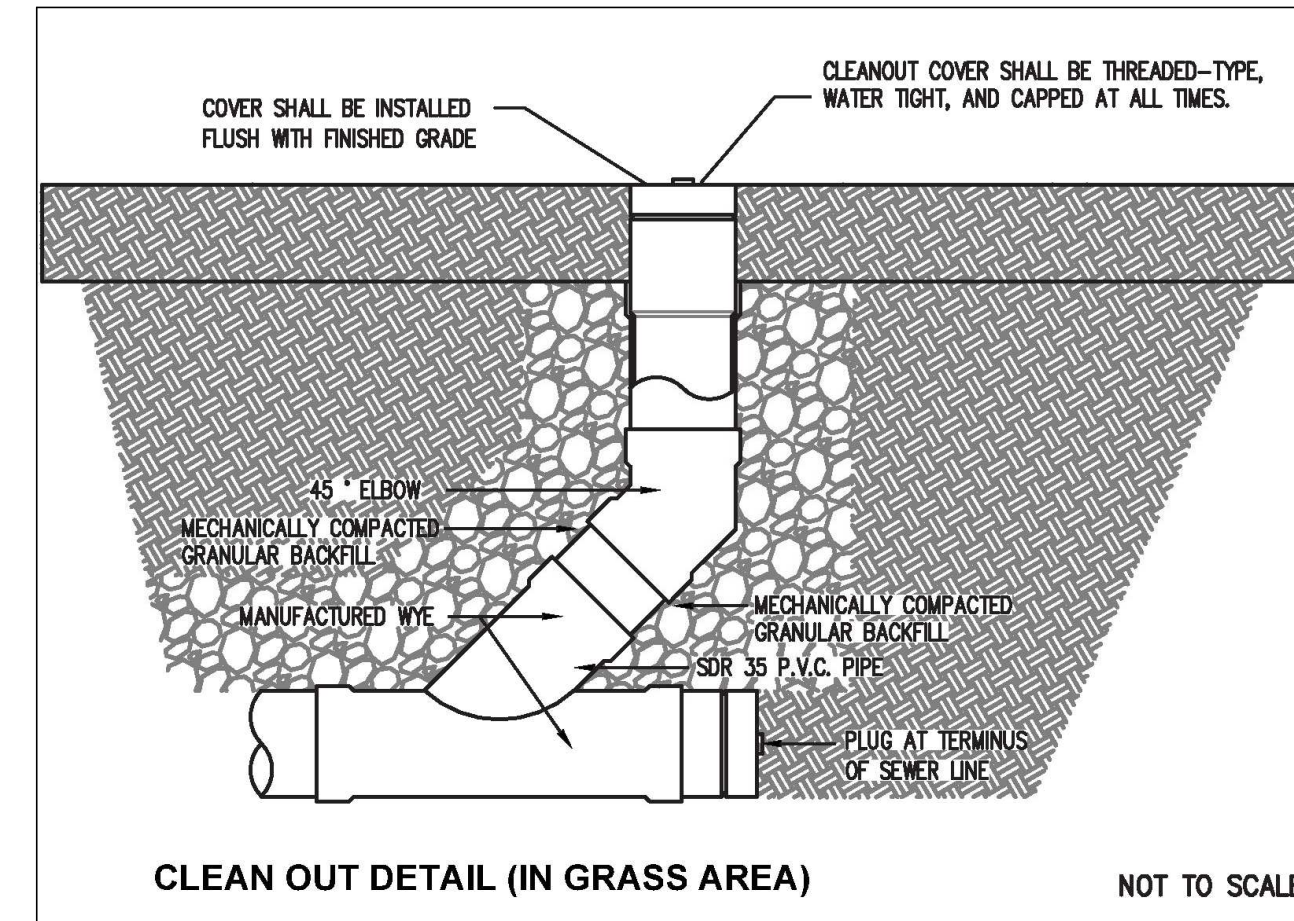 COVER SHALL BE INSTALLED
FLUSH WITH FINISHED GRADE
CLEANOUT COVER SHALL BE THREADED-TYPE,
WATER TIGHT, AND CAPPED AT ALL TIMES.
45 ° ELBOW
MECHANICALLY COMPACTED
GRANULAR BACKFILL
MANUFACTURED WYE
MECHANICALLY COMPACTED
GRANULAR BACKFILL
SDR 35 P.V.C. PIPE
PLUG AT TERMINUS
OF SEWER LINE
CLEAN OUT DETAIL (IN GRASS AREA)
NOT TO SCALE